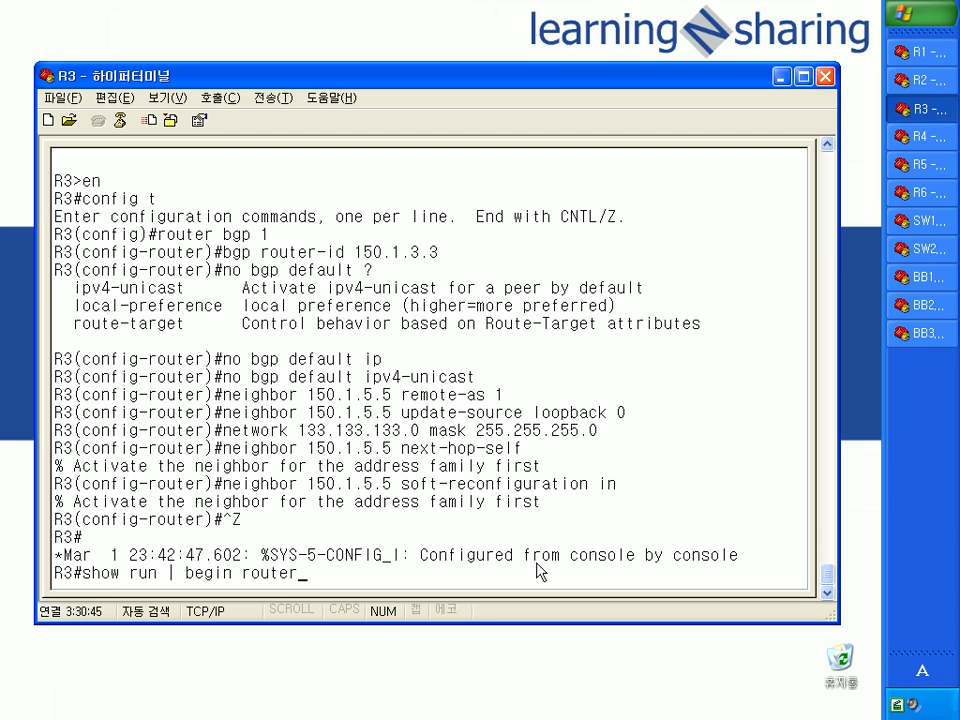 learning sharing
R3 - 하이퍼터미널
파일(F) 편집(E) 보기(V) 호출(C) 전송(T) 도움말(H)
R3>en
R3#config t
Enter configuration commands, one per line.  End with CNTL/Z.
R3(config)#router bgp 1
R3(config-router)#bgp router-id 150.1.3.3
R3(config-router)#no bgp default ?
  ipv4-unicast      Activate ipv4-unicast for a peer by default
  local-preference  local preference (higher=more preferred)
  route-target      Control behavior based on Route-Target attributes
R3(config-router)#no bgp default ip
R3(config-router)#no bgp default ipv4-unicast
R3(config-router)#neighbor 150.1.5.5 remote-as 1
R3(config-router)#neighbor 150.1.5.5 update-source loopback 0
R3(config-router)#network 133.133.133.0 mask 255.255.255.0
R3(config-router)#neighbor 150.1.5.5 next-hop-self
% Activate the neighbor for the address family first
R3(config-router)#neighbor 150.1.5.5 soft-reconfiguration in
% Activate the neighbor for the address family first
R3(config-router)#^Z
R3#
*Mar  1 23:42:47.602: %SYS-5-CONFIG_I: Configured from console by console
R3#show run | begin router_
연결 3:30:45 자동 검색 TCP/IP SCROLL CAPS NUM 캡 에코
휴지통
R1 -...
R2 -...
R3 -...
R4 -...
R5 -...
R6 -...
SW1...
SW2...
BB1...
BB2...
BB3...
A